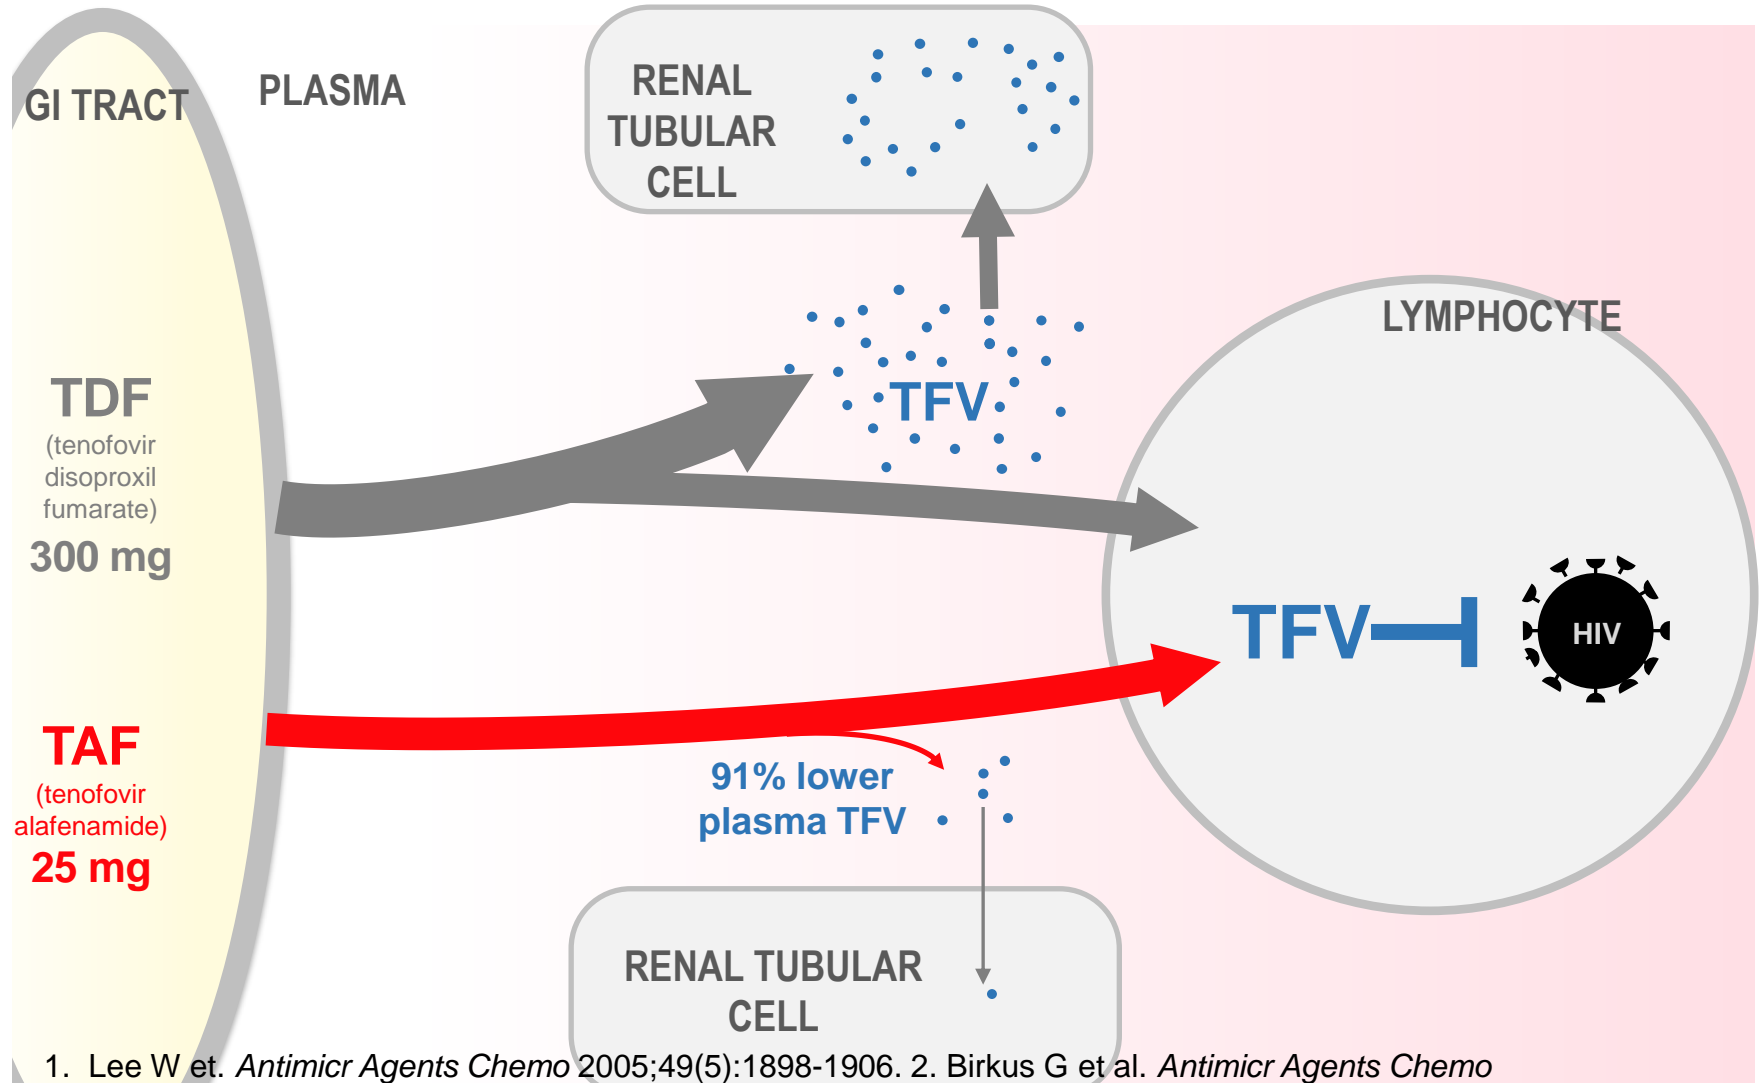 GI TRACT
PLASMA
RENAL
TUBULAR
CELL
LYMPHOCYTE
TDF
(tenofovir
disoproxil
fumarate)
300 mg
TFV
TFV
HIV
TAF
(tenofovir
alafenamide)
25 mg
91% lower
plasma TFV
RENAL TUBULAR
CELL
1. Lee W et. Antimicr Agents Chemo 2005;49(5):1898-1906. 2. Birkus G et al. Antimicr Agents Chemo